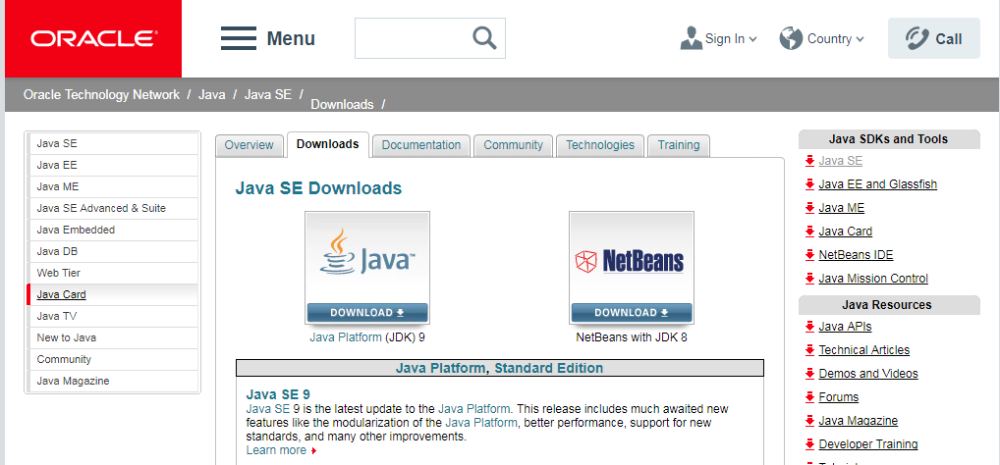 ORACLE
Menu
Sign In
Country
Call
Oracle Technology Network / Java / Java SE / Downloads /
Java SE
Java EE
Java ME
Java SE Advanced & Suite
Java Embedded
Java DB
Web Tier
Java Card
Java TV
New to Java
Community
Java Magazine
Overview
Downloads
Documentation
Community
Technologies
Training
Java SE Downloads
Java™
DOWNLOAD
Java Platform (JDK) 9
NetBeans
DOWNLOAD
NetBeans with JDK 8
Java Platform, Standard Edition
Java SE 9
Java SE 9 is the latest update to the Java Platform. This release includes much awaited new
features like the modularization of the Java Platform, better performance, support for new
standards, and many other improvements.
Learn more
Java SDKs and Tools
Java SE
Java EE and Glassfish
Java ME
Java Card
NetBeans IDE
Java Mission Control
Java Resources
Java APIs
Technical Articles
Demos and Videos
Forums
Java Magazine
Developer Training